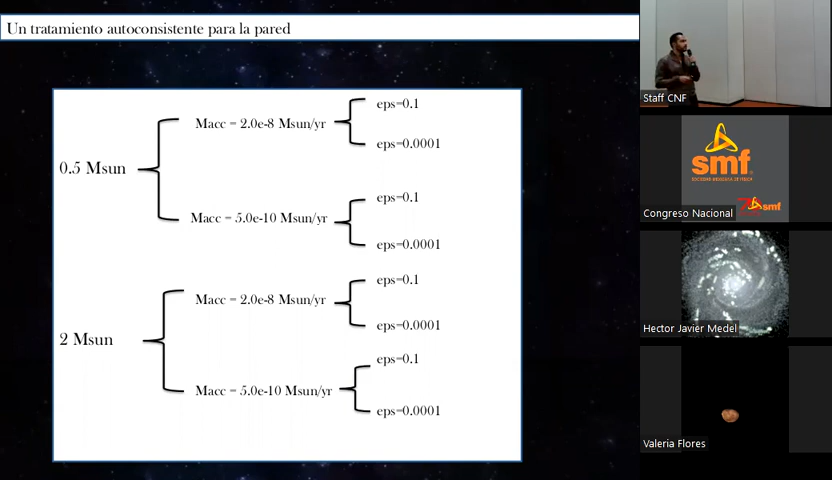 Un tratamiento autoconsistente para la pared
0.5 Msun
Macc = 2.0e-8 Msun/yr
eps=0.1
eps=0.0001
Macc = 5.0e-10 Msun/yr
eps=0.1
eps=0.0001
2 Msun
Macc = 2.0e-8 Msun/yr
eps=0.1
eps=0.0001
Macc = 5.0e-10 Msun/yr
eps=0.1
eps=0.0001
Staff CNF
smf
Congreso Nacional
smf
Hector Javier Medel
Valeria Flores